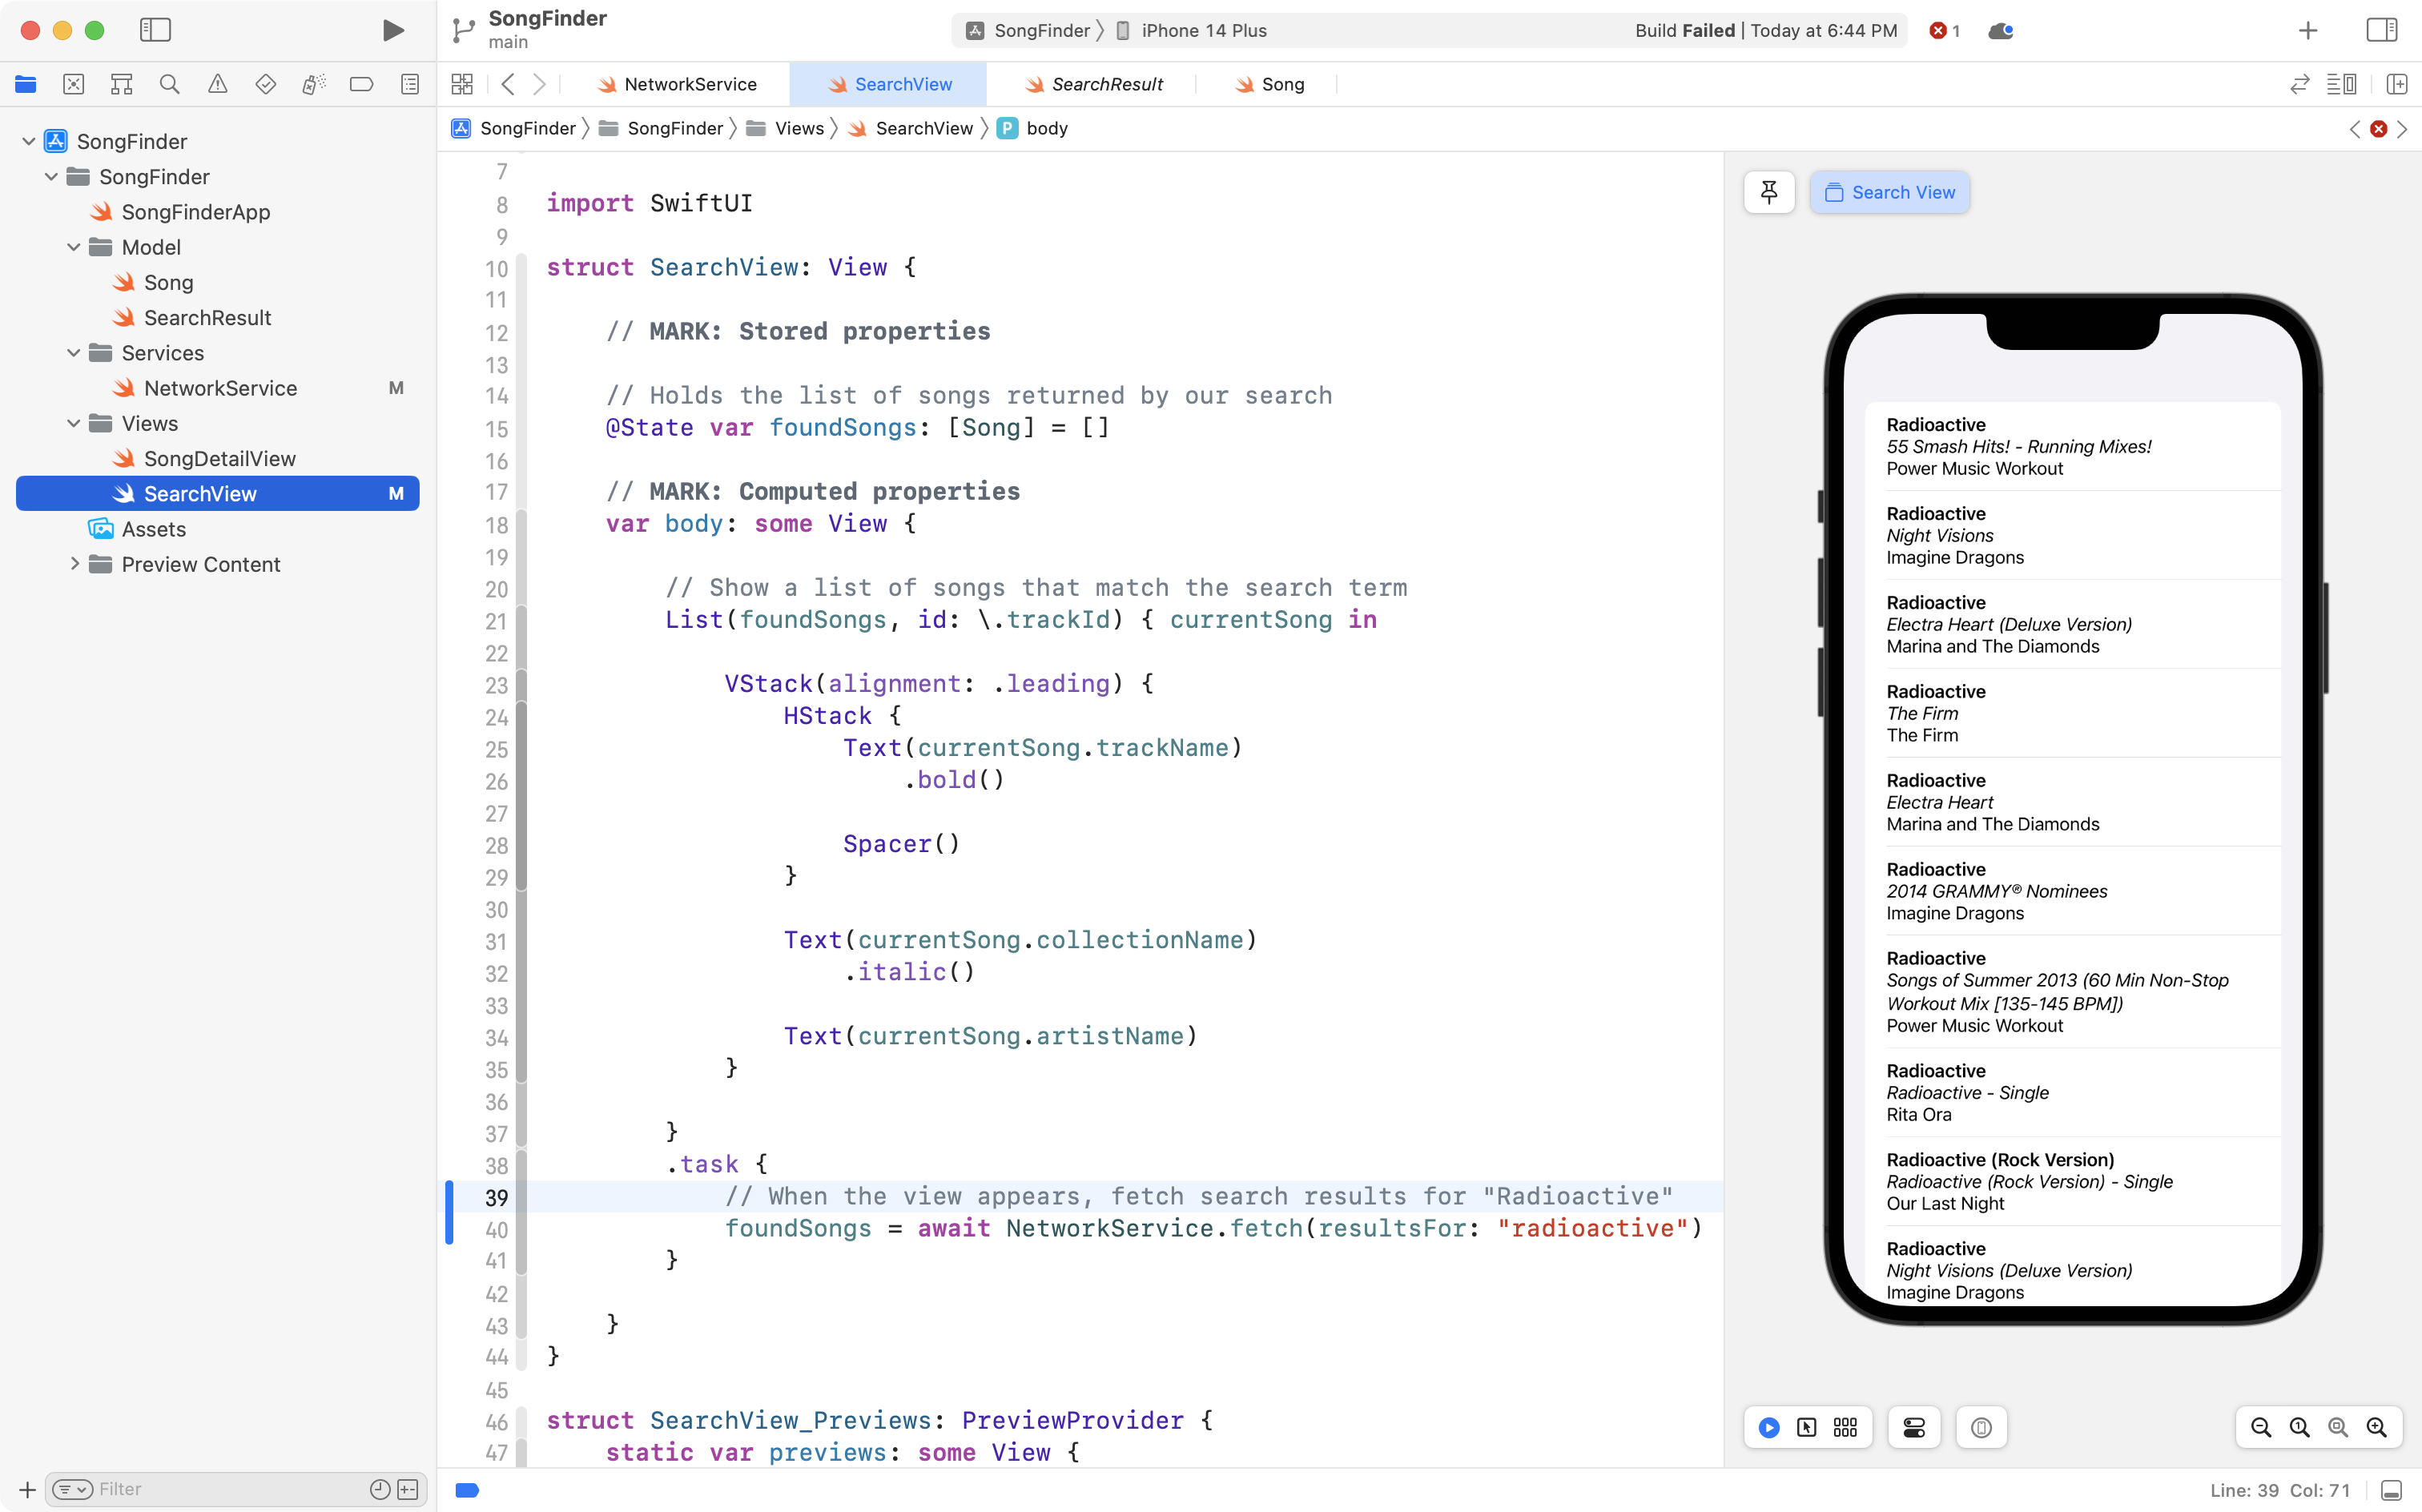 SongFinder
main
SongFinder 〉 iPhone 14 Plus
Build Failed | Today at 6:44 PM
1
NetworkService
SearchView
SearchResult
Song
SongFinder 〉 SongFinder 〉 Views 〉 SearchView 〉 P body
SongFinder
SongFinder
SongFinderApp
Model
Song
SearchResult
Services
NetworkService M
Views
SongDetailView
SearchView M
Assets
Preview Content
Filter
7
8 import SwiftUI
9
10 struct SearchView: View {
11
12 // MARK: Stored properties
13
14 // Holds the list of songs returned by our search
15 @State var foundSongs: [Song] = []
16
17 // MARK: Computed properties
18 var body: some View {
19
20 // Show a list of songs that match the search term
21 List(foundSongs, id: \.trackId) { currentSong in
22
23 VStack(alignment: .leading) {
24 HStack {
25 Text(currentSong.trackName)
26 .bold()
27
28 Spacer()
29 }
30
31 Text(currentSong.collectionName)
32 .italic()
33
34 Text(currentSong.artistName)
35 }
36
37 }
38 .task {
39 // When the view appears, fetch search results for "Radioactive"
40 foundSongs = await NetworkService.fetch(resultsFor: "radioactive")
41 }
42
43 }
44 }
45
46 struct SearchView_Previews: PreviewProvider {
47 static var previews: some View {
Search View
Radioactive
55 Smash Hits! - Running Mixes!
Power Music Workout
Radioactive
Night Visions
Imagine Dragons
Radioactive
Electra Heart (Deluxe Version)
Marina and The Diamonds
Radioactive
The Firm
The Firm
Radioactive
Electra Heart
Marina and The Diamonds
Radioactive
2014 GRAMMY® Nominees
Imagine Dragons
Radioactive
Songs of Summer 2013 (60 Min Non-Stop
Workout Mix [135-145 BPM])
Power Music Workout
Radioactive
Radioactive - Single
Rita Ora
Radioactive (Rock Version)
Radioactive (Rock Version) - Single
Our Last Night
Radioactive
Night Visions (Deluxe Version)
Imagine Dragons
Line: 39 Col: 71